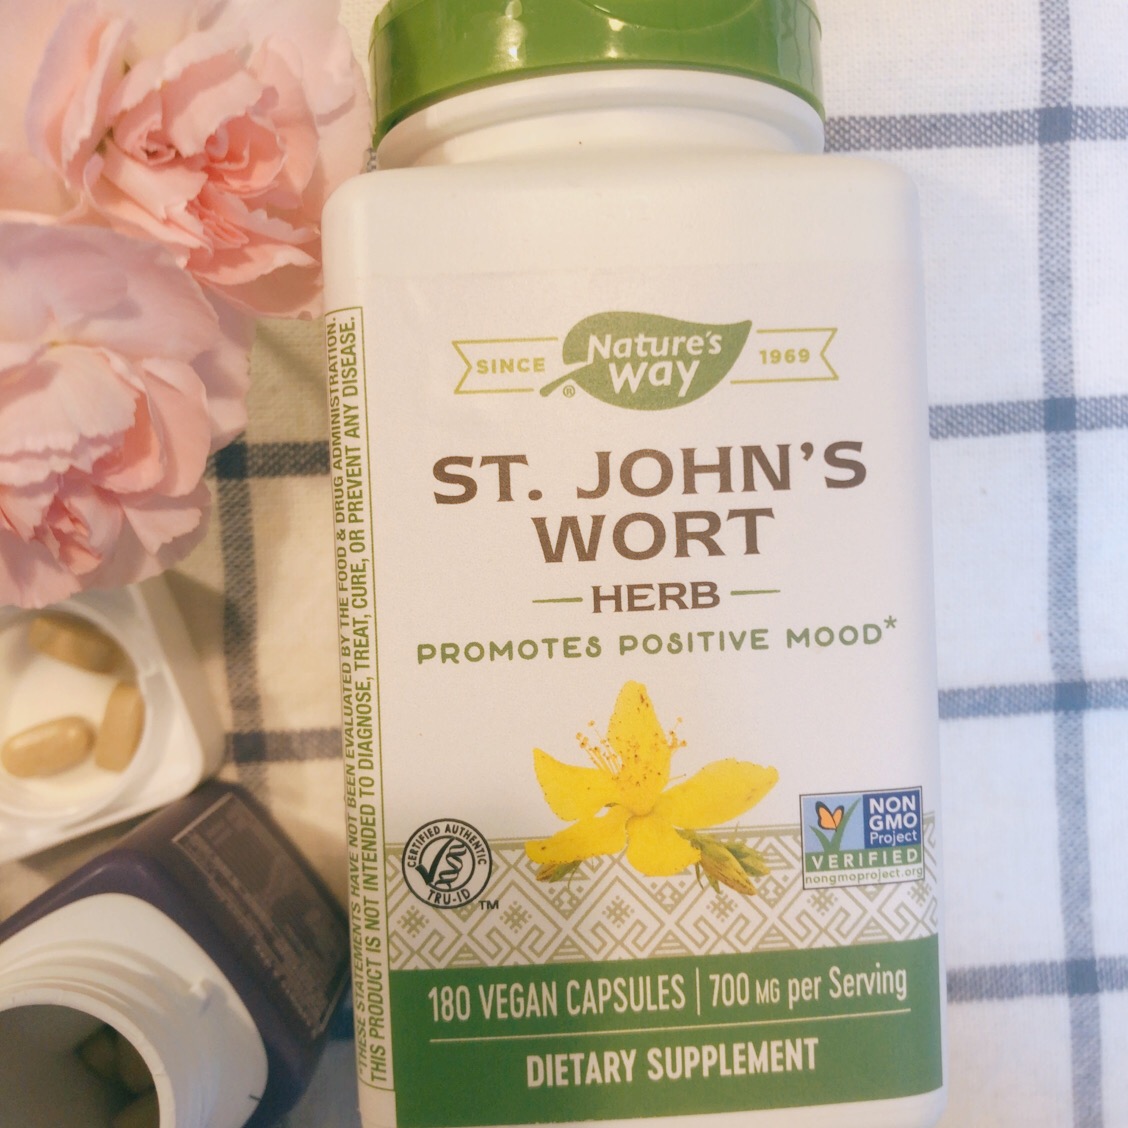 SINCE
Nature's
Way
®
1969
ST. JOHN'S
WORT
HERB
PROMOTES POSITIVE MOOD*
CERTIFIED AUTHENTIC
TRU-ID
TM
NON
GMO
Project
VERIFIED
nongmoproject.org
180 VEGAN CAPSULES | 700 MG per Serving
DIETARY SUPPLEMENT
*THESE STATEMENTS HAVE NOT BEEN EVALUATED BY THE FOOD & DRUG ADMINISTRATION.
THIS PRODUCT IS NOT INTENDED TO DIAGNOSE, TREAT, CURE, OR PREVENT ANY DISEASE.